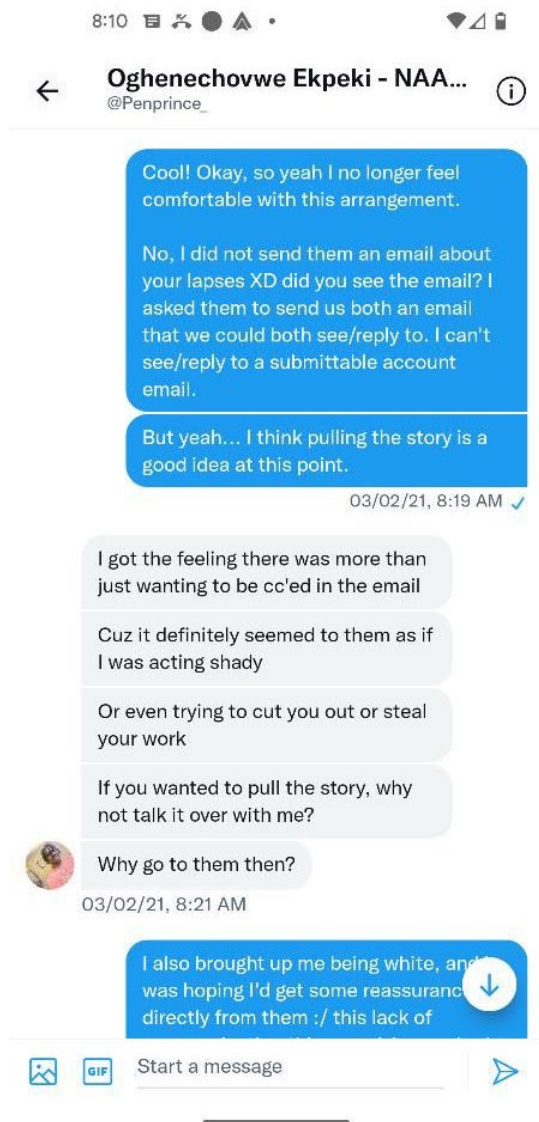 8:10
Oghenechovwe Ekpeki - NAA...
@Penprince_
Cool! Okay, so yeah I no longer feel
comfortable with this arrangement.
No, I did not send them an email about
your lapses XD did you see the email? I
asked them to send us both an email
that we could both see/reply to. I can't
see/reply to a submittable account
email.
But yeah... I think pulling the story is a
good idea at this point.
03/02/21, 8:19 AM
I got the feeling there was more than
just wanting to be cc'ed in the email
Cuz it definitely seemed to them as if
I was acting shady
Or even trying to cut you out or steal
your work
If you wanted to pull the story, why
not talk it over with me?
Why go to them then?
03/02/21, 8:21 AM
I also brought up me being white, and
was hoping I'd get some reassuranc
directly from them :/ this lack of
GIF
Start a message